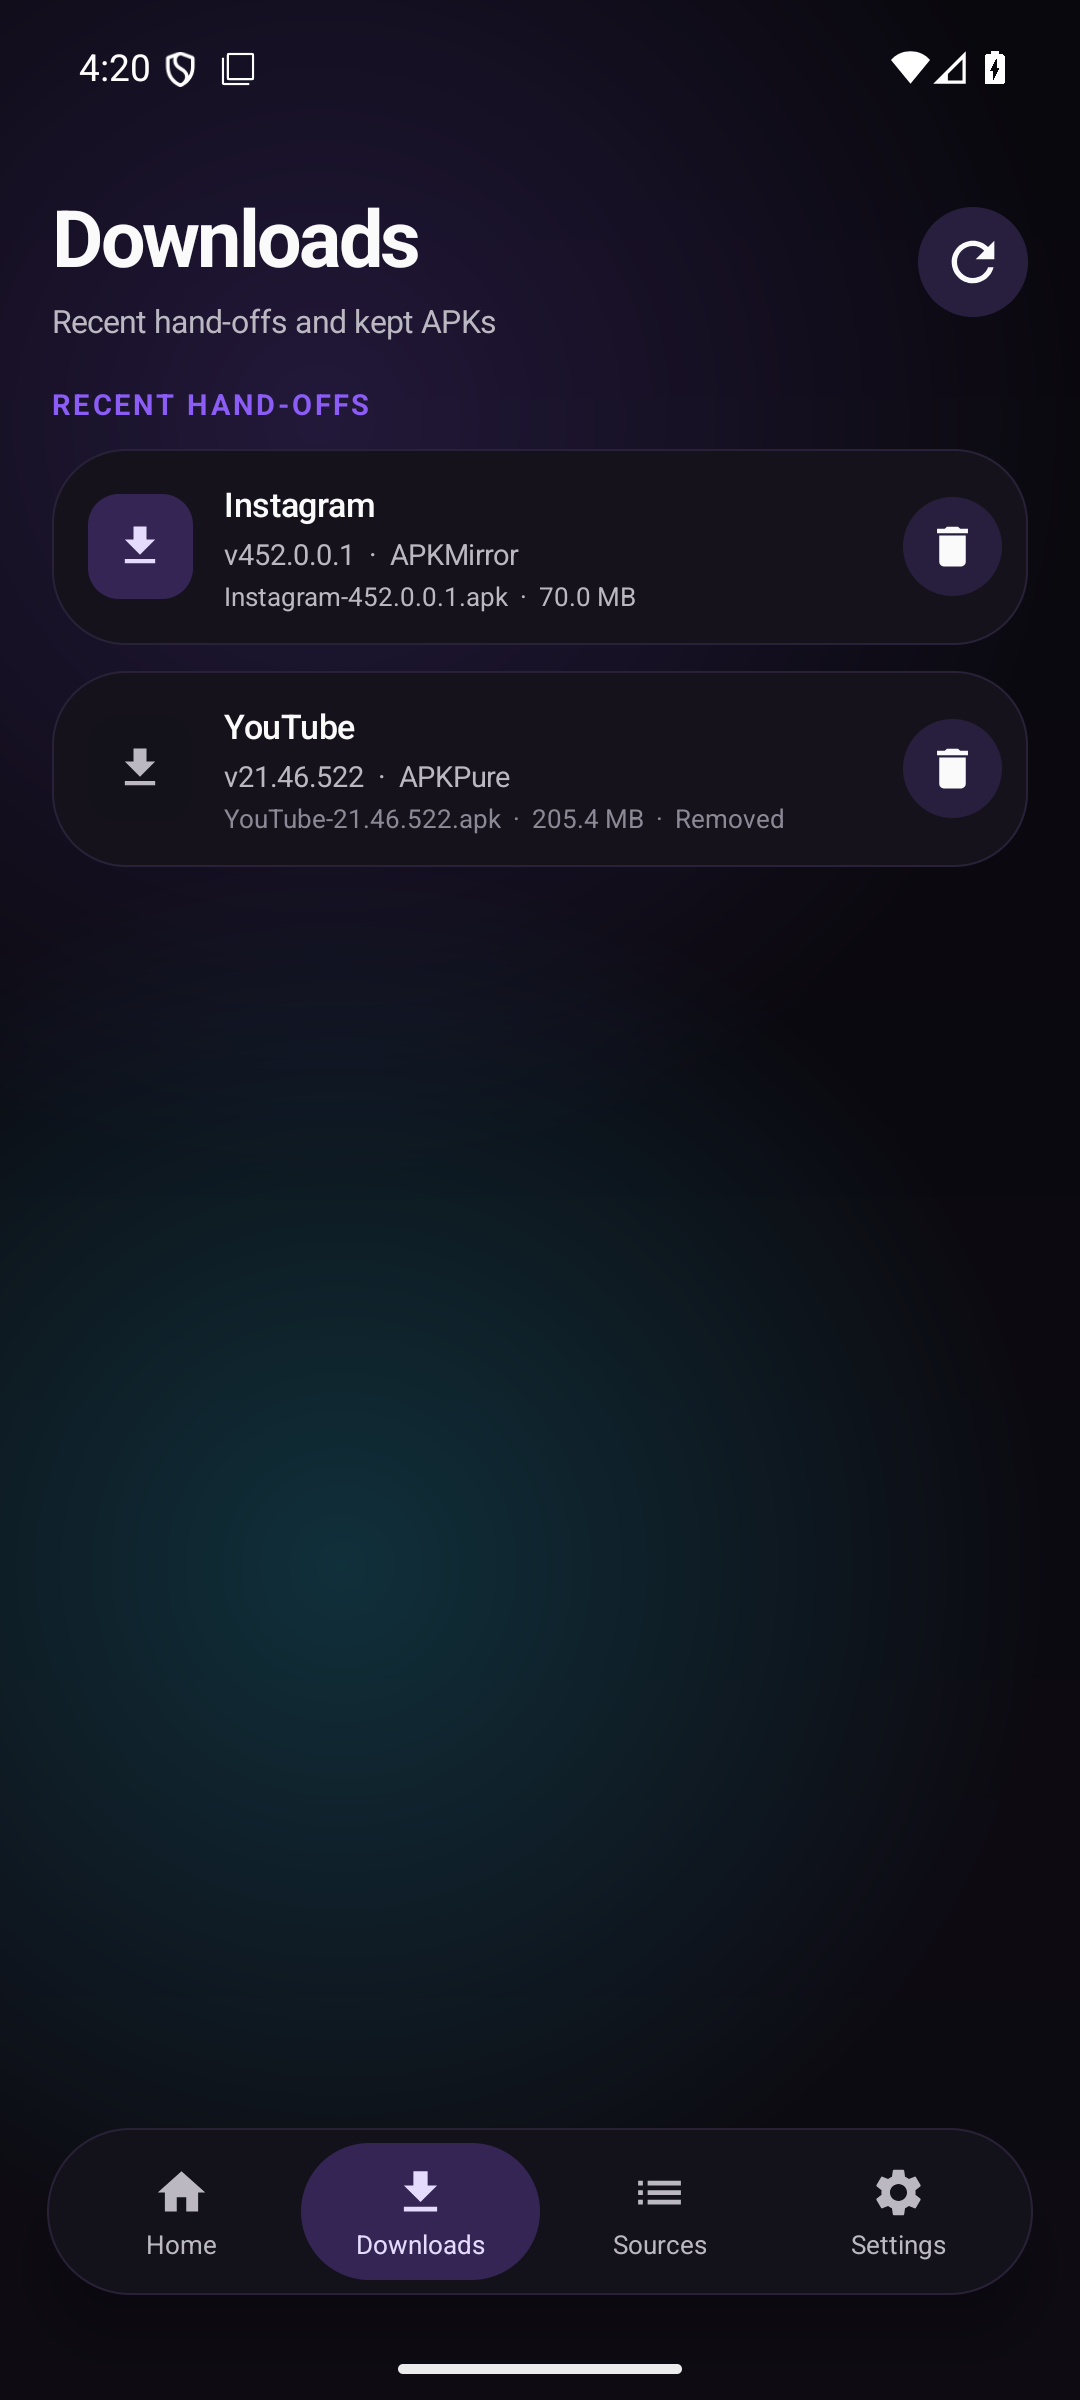 4:20
Downloads
Recent hand-offs and kept APKs
RECENT HAND-OFFS
Instagram
v452.0.0.1 · APKMirror
Instagram-452.0.0.1.apk · 70.0 MB
YouTube
v21.46.522 · APKPure
YouTube-21.46.522.apk · 205.4 MB · Removed
Home
Downloads
Sources
Settings